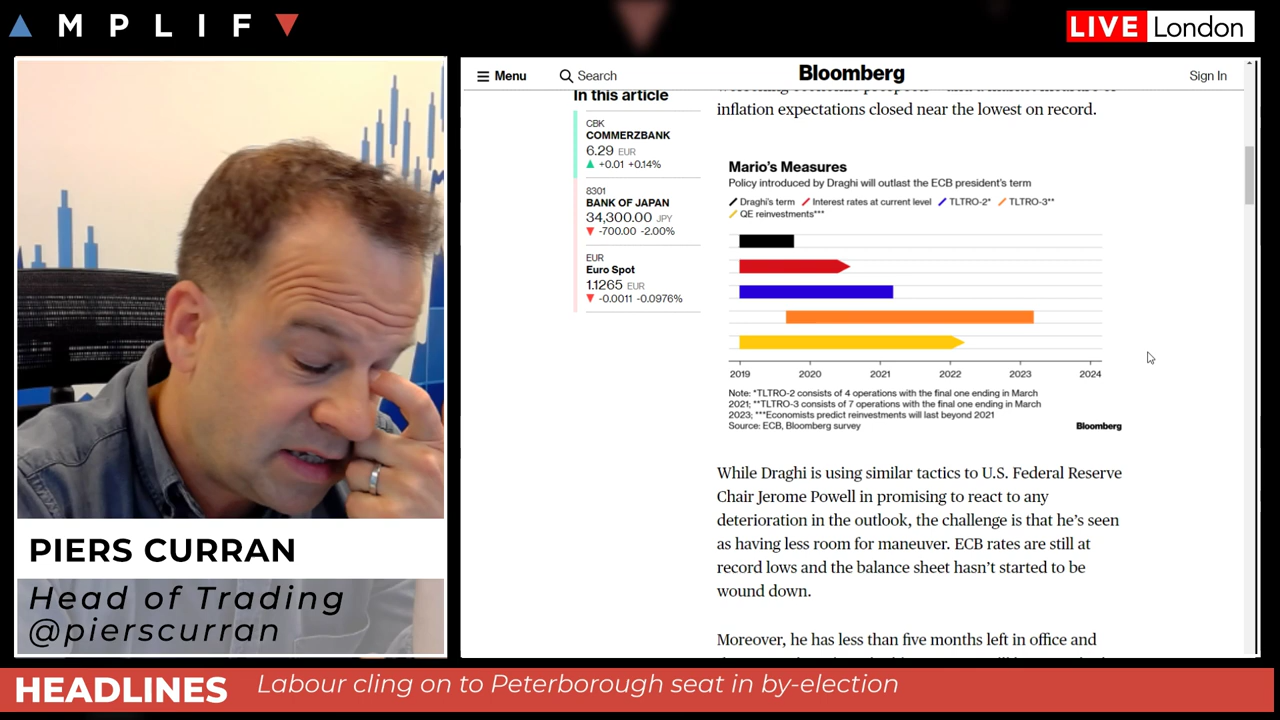 MPLIF
LIVE London
Menu
Search
Bloomberg
Sign In
In this article
CBK
COMMERZBANK
6.29 EUR
+0.01 +0.14%
8301
BANK OF JAPAN
34,300.00 JPY
-700.00 -2.00%
EUR
Euro Spot
1.1265 EUR
-0.0011 -0.0976%
inflation expectations closed near the lowest on record.
Mario's Measures
Policy introduced by Draghi will outlast the ECB president's term
Draghi's term Interest rates at current level TLTRO-2* TLTRO-3**
QE reinvestments***
2019 2020 2021 2022 2023 2024
Note: *TLTRO-2 consists of 4 operations with the final one ending in March
2021; **TLTRO-3 consists of 7 operations with the final one ending in March
2023; ***Economists predict reinvestments will last beyond 2021
Source: ECB, Bloomberg survey
Bloomberg
While Draghi is using similar tactics to U.S. Federal Reserve
Chair Jerome Powell in promising to react to any
deterioration in the outlook, the challenge is that he's seen
as having less room for maneuver. ECB rates are still at
record lows and the balance sheet hasn't started to be
wound down.
Moreover, he has less than five months left in office and
PIERS CURRAN
Head of Trading
@pierscurran
HEADLINES
Labour cling on to Peterborough seat in by-election